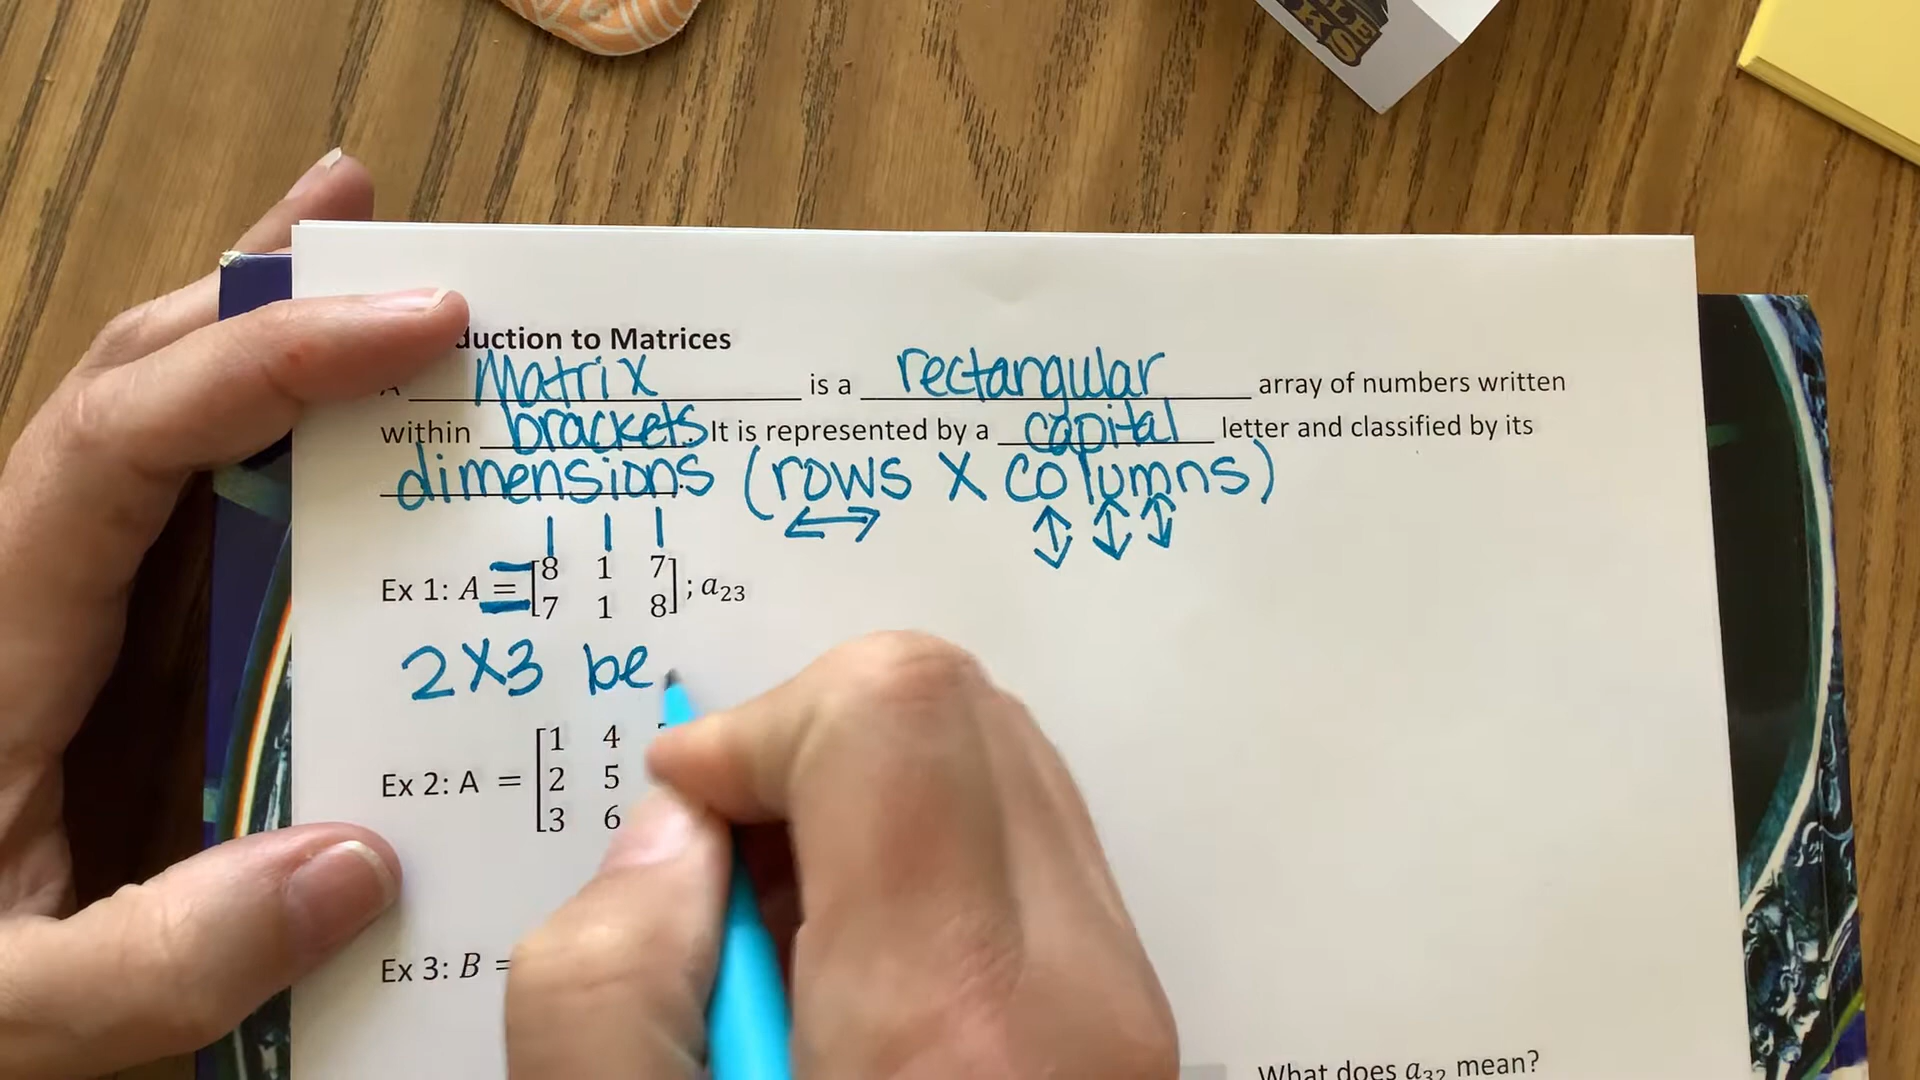 duction to Matrices
Matrix is a rectangular array of numbers written
within brackets. It is represented by a capital letter and classified by its
dimensions. (rows X columns)
Ex 1: A = [8 1 7
7 1 8]; a₂₃
2X3 be
Ex 2: A = [1 4
2 5
3 6
Ex 3: B =
What does a₃₂ mean?